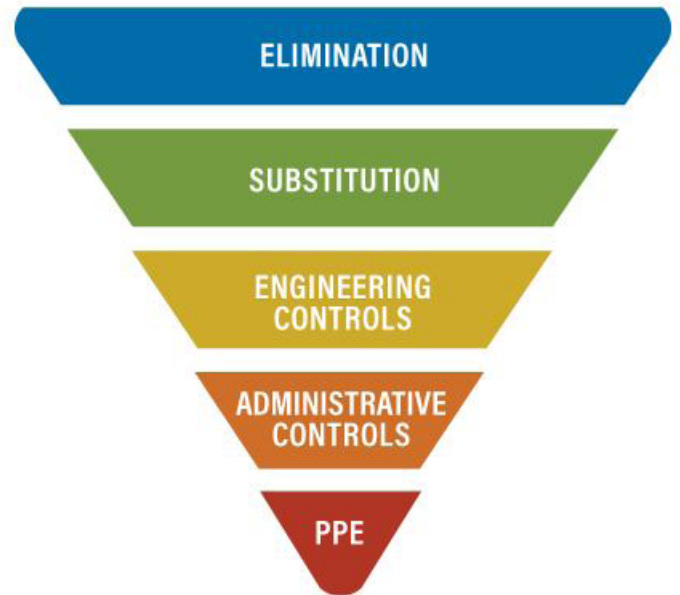 ELIMINATION
SUBSTITUTION
ENGINEERING
CONTROLS
ADMINISTRATIVE
CONTROLS
PPE